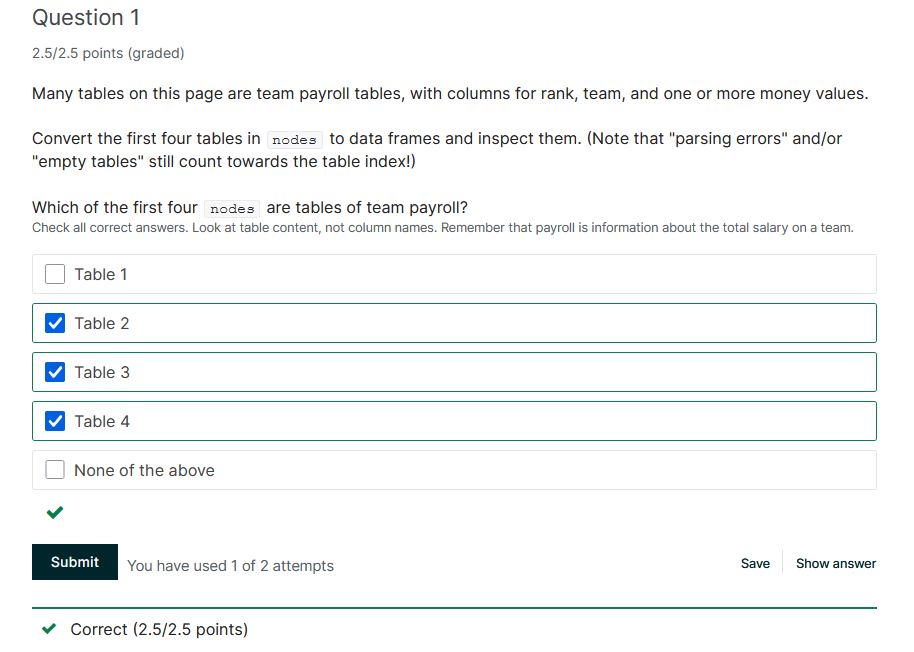 Question 1
2.5/2.5 points (graded)
Many tables on this page are team payroll tables, with columns for rank, team, and one or more money values.
Convert the first four tables in nodes to data frames and inspect them. (Note that "parsing errors" and/or
"empty tables" still count towards the table index!)
Which of the first four nodes are tables of team payroll?
Check all correct answers. Look at table content, not column names. Remember that payroll is information about the total salary on a team.
Table 1
Table 2
Table 3
Table 4
None of the above
Submit You have used 1 of 2 attempts Save Show answer
Correct (2.5/2.5 points)